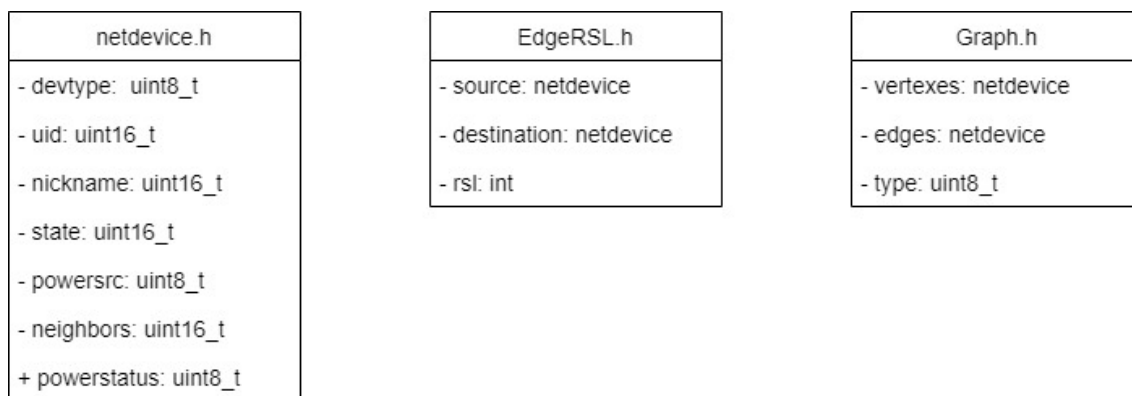 netdevice.h
- devtype: uint8_t
- uid: uint16_t
- nickname: uint16_t
- state: uint16_t
- powersrc: uint8_t
- neighbors: uint16_t
+ powerstatus: uint8_t
EdgeRSL.h
- source: netdevice
- destination: netdevice
- rsl: int
Graph.h
- vertexes: netdevice
- edges: netdevice
- type: uint8_t